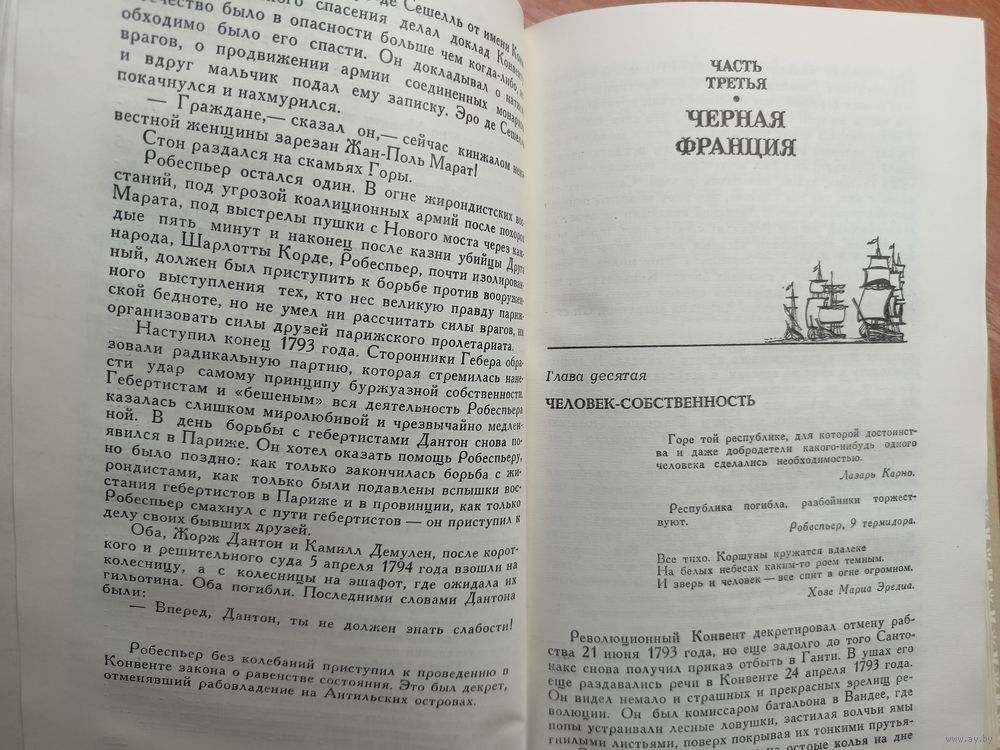 де Сешелль от имени
спасения делал доклад
было в опасности больше чем когда-либо,
обходимо было его спасти. Он докладывал о
врагов, о продвижении армии соединенных
и вдруг мальчик подал ему записку. Эро де Сешелль
покачнулся и нахмурился.
— Граждане,— сказал он,— сейчас кинжалом
вестной женщины зарезан Жан-Поль Марат!
Стон раздался на скамьях Горы.
Робеспьер остался один. В огне жирондистских вос-
станий, под угрозой коалиционных армий после похорон
Марата, под выстрелы пушки с Нового моста через каж-
дые пять минут и наконец после казни убийцы Друга
народа, Шарлотты Корде, Робеспьер, почти изолирован-
ный, должен был приступить к борьбе против вооружен-
ного выступления тех, кто нес великую правду париж-
ской бедноте, но не умел ни рассчитать силы врагов, ни
организовать силы друзей парижского пролетариата.
Наступил конец 1793 года. Сторонники Гебера обра-
зовали радикальную партию, которая стремилась нане-
сти удар самому принципу буржуазной собственности.
Гебертистам и «бешеным» вся деятельность Робеспьера
казалась слишком миролюбивой и чрезвычайно медлен-
ной. В день борьбы с гебертистами Дантон снова по-
явился в Париже. Он хотел оказать помощь Робеспьеру,
но было поздно: как только закончилась борьба с жи-
рондистами, как только были подавлены вспышки вос-
стания гебертистов в Париже и в провинции, как только
Робеспьер смахнул с пути гебертистов — он приступил к
делу своих бывших друзей.
Оба, Жорж Дантон и Камилл Демулен, после корот-
кого и решительного суда 5 апреля 1794 года взошли на
колесницу, а с колесницы на эшафот, где ожидала их
гильотина. Оба погибли. Последними словами Дантона
были:
— Вперед, Дантон, ты не должен знать слабости!
Робеспьер без колебаний приступил к проведению в
Конвенте закона о равенстве состояния. Это был декрет,
отменявший рабовладение на Антильских островах.
ЧАСТЬ
ТРЕТЬЯ
•
ЧЕРНАЯ
ФРАНЦИЯ
Глава десятая
ЧЕЛОВЕК-СОБСТВЕННОСТЬ
Горе той республике, для которой достоинст-
ва и даже добродетели какого-нибудь одного
человека сделались необходимостью.
Лазарь Карно.
Республика погибла, разбойники торжест-
вуют.
Робеспьер, 9 термидора.
Все тихо. Коршуны кружатся вдалеке
На белых небесах каким-то роем темным.
И зверь и человек — все спит в огне огромном.
Хозе Мариа Эредиа.
Революционный Конвент декретировал отмену раб-
ства 21 июня 1793 года, но еще задолго до того Санто-
накс снова получил приказ отбыть в Гаити. В ушах его
еще раздавались речи в Конвенте 24 апреля 1793 года.
Он видел немало и страшных и прекрасных зрелищ ре-
волюции. Он был комиссаром батальона в Вандее, где
попы устраивали лесные ловушки, застилая волчьи ямы
гнилыми листьями, поверх покрывая их тонкими прутья-
на острые колья на дне
www.ay.by